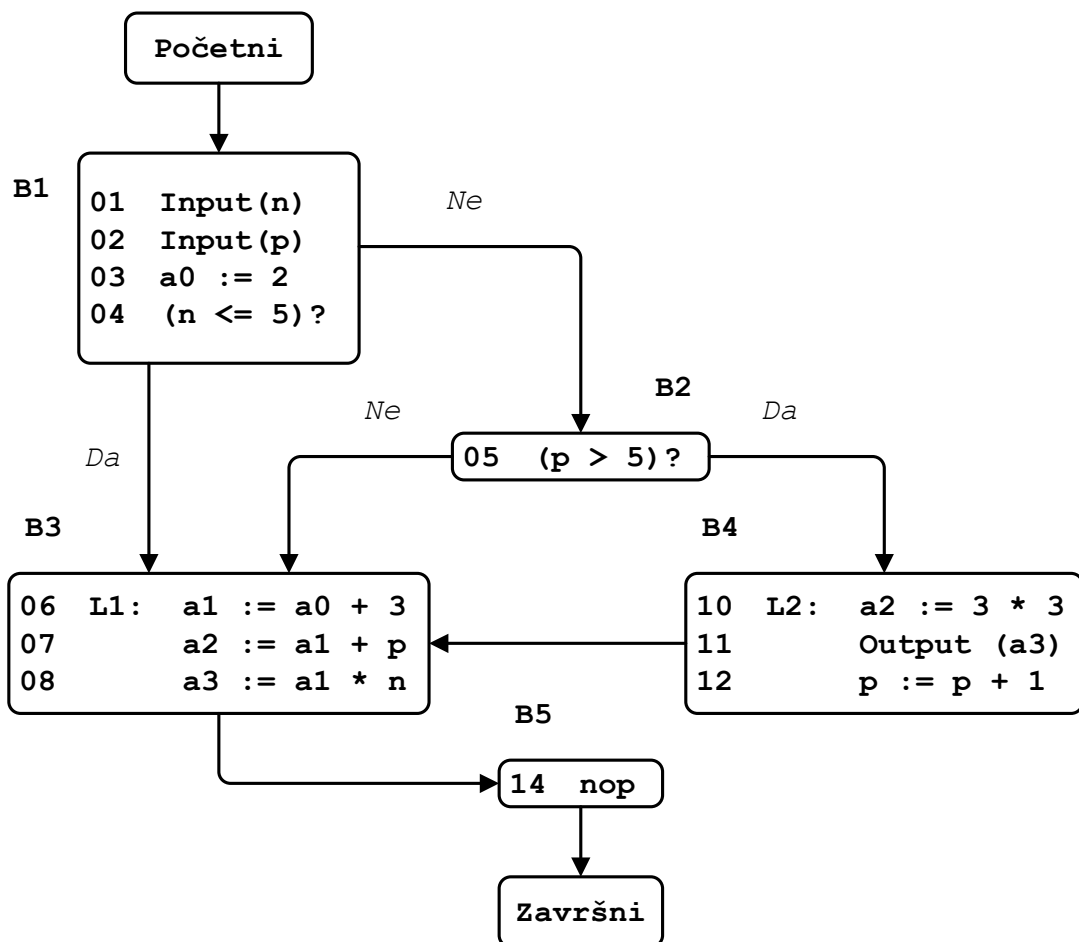 Početni
B1
01 Input(n)
02 Input(p)
03 a0 := 2
04 (n <= 5)?
Ne
Da
B2
05 (p > 5)?
Ne
Da
B3
06 L1: a1 := a0 + 3
07 a2 := a1 + p
08 a3 := a1 * n
B4
10 L2: a2 := 3 * 3
11 Output (a3)
12 p := p + 1
B5
14 nop
Završni